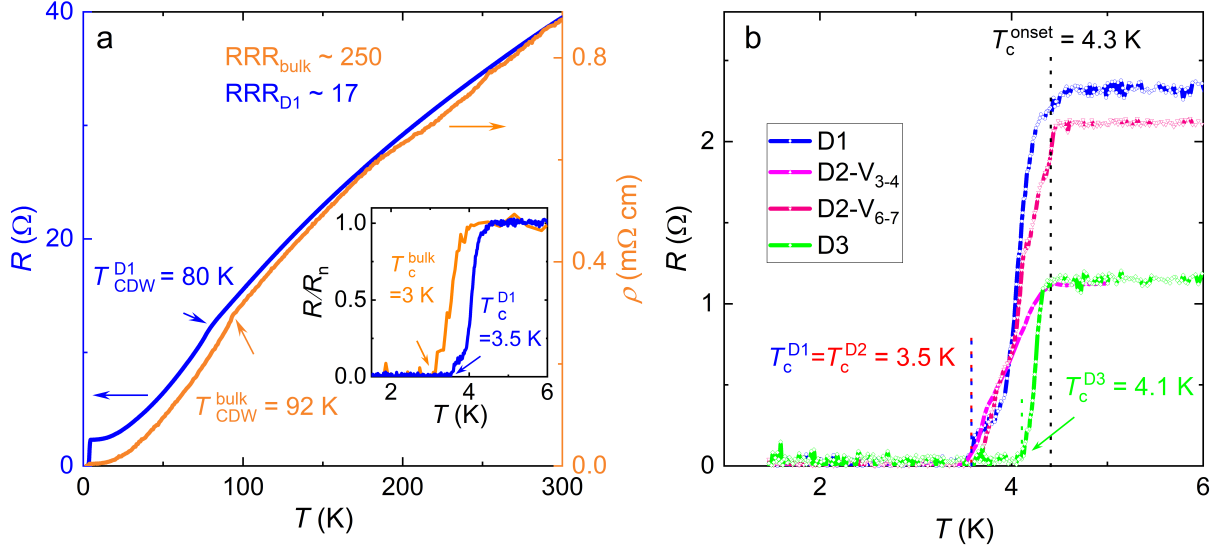 a
RRR_bulk ~ 250
RRR_D1 ~ 17
T_CDW^D1 = 80 K
T_CDW^bulk = 92 K
R (Ω)
40
20
0
0 100 200 300
T (K)
ρ (mΩ cm)
0.8
0.4
0.0
R/R_n
1.0
0.5
0.0
T_c^bulk
=3 K
T_c^D1
=3.5 K
2 4 6
T (K)
b
T_c^onset = 4.3 K
D1
D2-V_3-4
D2-V_6-7
D3
T_c^D1=T_c^D2 = 3.5 K
T_c^D3 = 4.1 K
R (Ω)
2
1
0
2 4 6
T (K)